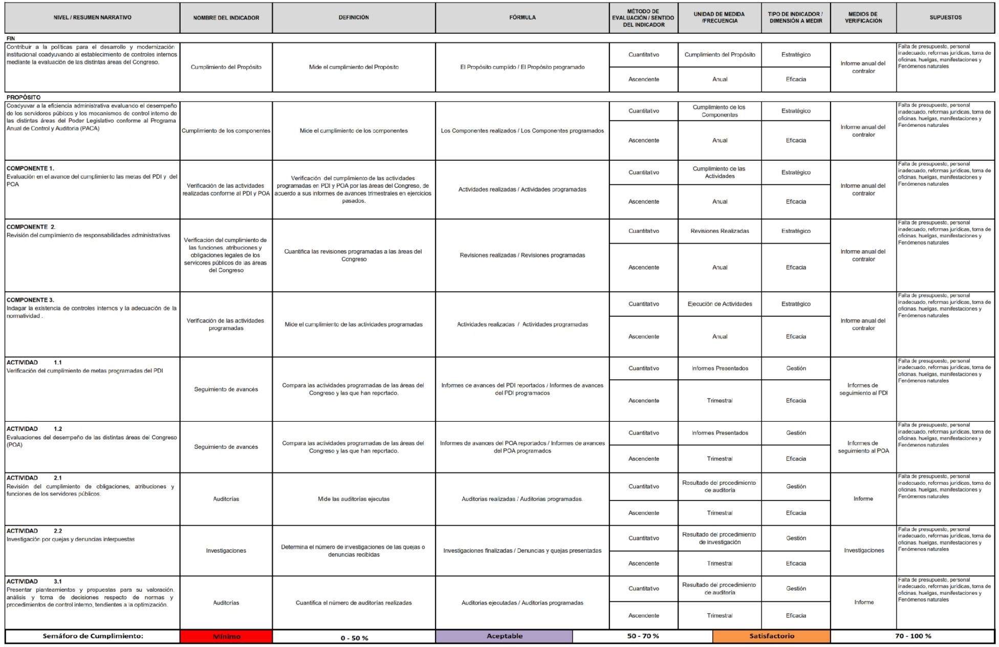 NIVEL / RESUMEN NARRATIVO
NOMBRE DEL INDICADOR
DEFINICIÓN
FÓRMULA
MÉTODO DE
EVALUACIÓN / SENTIDO
DEL INDICADOR
UNIDAD DE MEDIDA
/FRECUENCIA
TIPO DE INDICADOR /
DIMENSIÓN A MEDIR
MEDIOS DE
VERIFICACIÓN
SUPUESTOS
FIN
Contribuir a la políticas para el desarrollo y modernización
institucional coadyuvando al establecimiento de controles internos
mediante la evaluación de las distintas áreas del Congreso.
Cumplimiento del Propósito
Mide el cumplimiento del Propósito
El Propósito cumplido / El Propósito programado
Cuantitativo
Ascendente
Cumplimiento del Propósito
Anual
Estratégico
Eficacia
Informe anual del
contralor
Falta de presupuesto, personal
inadecuado, reformas jurídicas, toma de
oficinas, huelgas, manifestaciones y
Fenómenos naturales
PROPÓSITO
Coadyuvar a la eficiencia administrativa evaluando el desempeño
de los servidores púbicos y los mecanismos de control interno de
las distintas áreas del Poder Legislativo conforme al Programa
Anual de Control y Auditoria (PACA)
Cumplimiento de los componentes
Mide el cumplimiento de los componentes
Los Componentes realizados / Los Componentes programados
Cuantitativo
Ascendente
Cumplimiento de los
Componentes
Anual
Estratégico
Eficacia
Informe anual del
contralor
Falta de presupuesto, personal
inadecuado, reformas jurídicas, toma de
oficinas, huelgas, manifestaciones y
Fenómenos naturales
COMPONENTE 1.
Evaluación en el avance del cumplimiento las metas del PDI y del
POA
Verificación de las actividades
realizadas conforme al PDI y POA
Verificación del cumplimiento de las actividades
programadas en PDI y POA por las áreas del Congreso, de
acuerdo a sus informes de avances trimestrales en ejercicios
pasados.
Actividades realizadas / Actividades programadas
Cuantitativo
Ascendente
Cumplimiento de las
Actividades
Anual
Estratégico
Eficacia
Informe anual del
contralor
Falta de presupuesto, personal
inadecuado, reformas jurídicas, toma de
oficinas, huelgas, manifestaciones y
Fenómenos naturales
COMPONENTE 2.
Revisión del cumplimiento de responsabilidades administrativas
Verificación del cumplimiento de
las funciones, atribuciones y
obligaciones legales de los
servicores públicos de las áreas
del Congreso
Cuantifica las revisiones programadas a las áreas del
Congreso
Revisiones realizadas / Revisiones programadas
Cuantitativo
Ascendente
Revisiones Realizadas
Anual
Estratégico
Eficacia
Informe anual del
contralor
Falta de presupuesto, personal
inadecuado, reformas jurídicas, toma de
oficinas, huelgas, manifestaciones y
Fenómenos naturales
COMPONENTE 3.
Indagar la existencia de controles internos y la adecuación de la
normatividad .
Verificación de las actividades
programadas
Mide el cumplimiento de las actividades programadas
Actividades realizadas / Actividades programadas
Cuantitativo
Ascendente
Ejecución de Actividades
Anual
Estratégico
Eficacia
Informe anual del
contralor
Falta de presupuesto, personal
inadecuado, reformas jurídicas, toma de
oficinas, huelgas, manifestaciones y
Fenómenos naturales
ACTIVIDAD 1.1
Verificación del cumplimiento de metas programadas del PDI
Seguimiento de avancés
Compara las actividades programadas de las áreas del
Congreso y las que han reportado.
Informes de avances del PDI reportados / Informes de avances
del PDI programados
Cuantitativo
Ascendente
Informes Presentados
Trimestral
Gestión
Eficacia
Informes de
seguimiento al PDI
Falta de presupuesto, personal
inadecuado, reformas jurídicas, toma de
oficinas, huelgas, manifestaciones y
Fenómenos naturales
ACTIVIDAD 1.2
Evaluaciones del desempeño de las distintas áreas del Congreso
(POA)
Seguimiento de avancés
Compara las actividades programadas de las áreas del
Congreso y las que han reportado.
Informes de avances del POA reportados / Informes de avances
del POA programados
Cuantitativo
Ascendente
Informes Presentados
Trimestral
Gestión
Eficacia
Informes de
seguimiento al POA
Falta de presupuesto, personal
inadecuado, reformas jurídicas, toma de
oficinas, huelgas, manifestaciones y
Fenómenos naturales
ACTIVIDAD 2.1
Revisión del cumplimiento de obligaciones, atribuciones y
funciones de los servidores públicos.
Auditorías
Mide las auditorías ejecutas
Auditorias realizadas / Auditorias programadas.
Cuantitativo
Ascendente
Resultado del procedimiento
de auditoría
Trimestral
Gestión
Eficacia
Informe
Falta de presupuesto, personal
inadecuado, reformas jurídicas, toma de
oficinas, huelgas, manifestaciones y
Fenómenos naturales
ACTIVIDAD 2.2
Investigación por quejas y denuncias interpuestas
Investigaciones
Determina el número de investigaciones de las quejas o
denuncias recibidas
Investigaciones finalizadas / Denuncias y quejas presentadas
Cuantitativo
Ascendente
Resultado del procedimiento
de investigación
Trimestral
Gestión
Eficacia
Investigaciones
Falta de presupuesto, personal
inadecuado, reformas jurídicas, toma de
oficinas, huelgas, manifestaciones y
Fenómenos naturales
ACTIVIDAD 3.1
Presentar planteamientos y propuestas para su valoración,
análisis y toma de decisiones respecto de normas y
procedimientos de control interno, tendientes a la optimización.
Auditorías
Cuantifica el número de auditorías realizadas
Auditorias ejecutadas / Auditorías programadas
Cuantitativo
Ascendente
Resultado del procedimiento
de auditoría
Trimestral
Gestión
Eficacia
Informe
Falta de presupuesto, personal
inadecuado, reformas jurídicas, toma de
oficinas, huelgas, manifestaciones y
Fenómenos naturales
Semáforo de Cumplimiento:
Mínimo
0 - 50 %
Aceptable
50 - 70 %
Satisfactorio
70 - 100 %